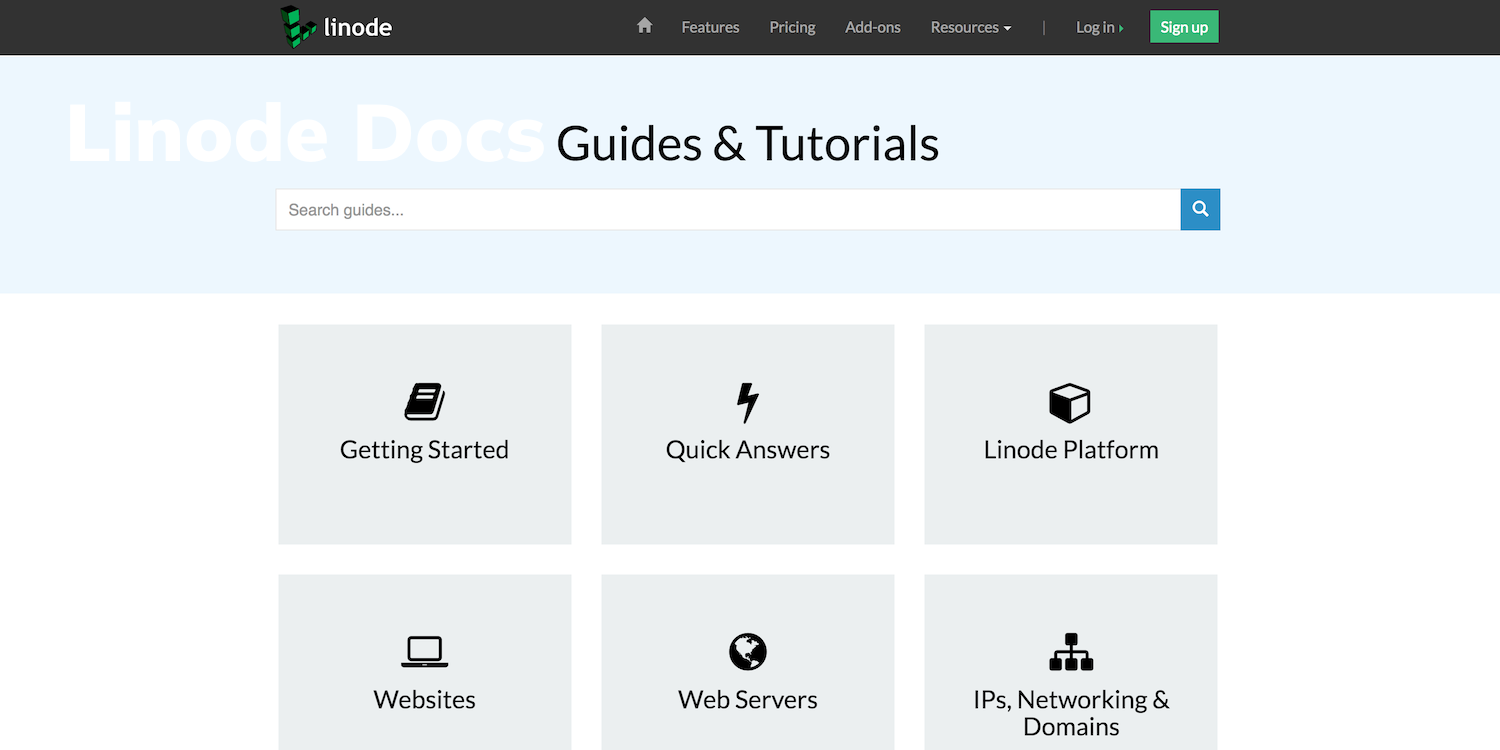 linode
Features Pricing Add-ons Resources | Log in Sign up
Linode Docs Guides & Tutorials
Search guides...
Getting Started
Quick Answers
Linode Platform
Websites
Web Servers
IPs, Networking &
Domains